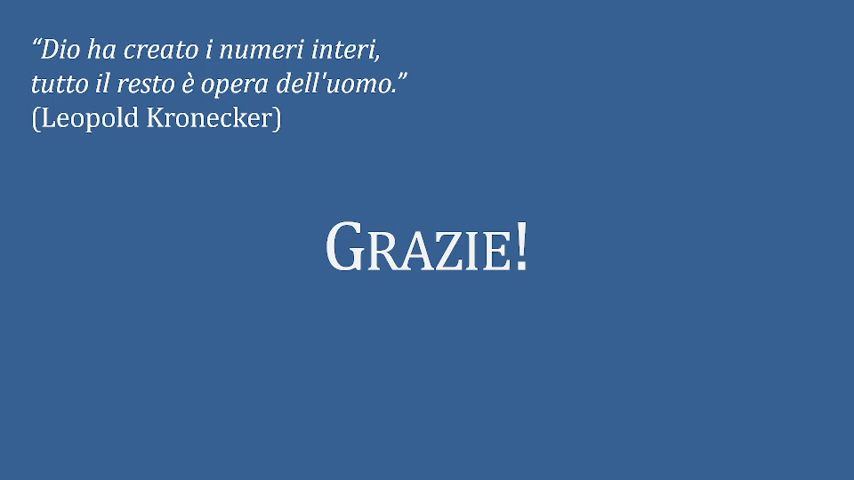 “Dio ha creato i numeri interi,
tutto il resto è opera dell'uomo.”
(Leopold Kronecker)
GRAZIE!